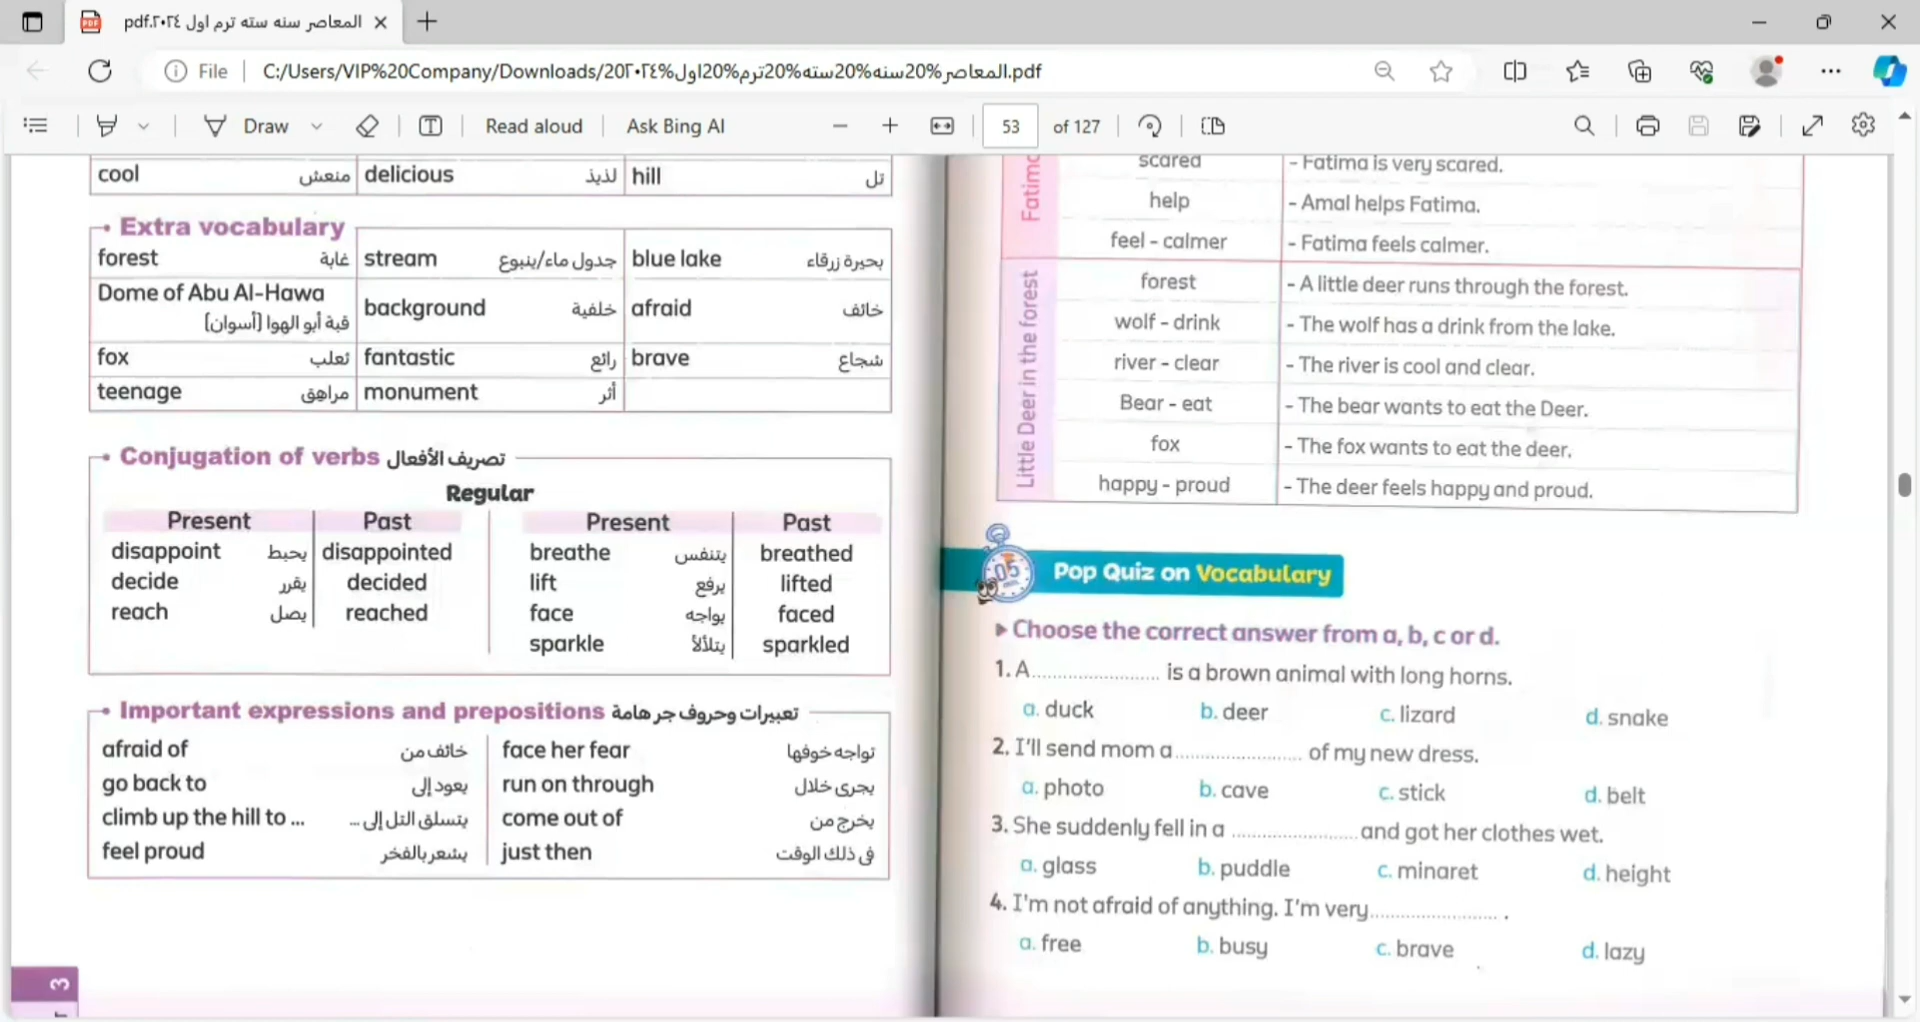 المعاصر سنه سته ترم اول ٢٠٢٤.pdf
File
C:/Users/VIP%20Company/Downloads/المعاصر%20سنه%20سته%20ترم%20اول%20٢٠٢٤.pdf
Draw
Read aloud
Ask Bing AI
53 of 127
cool منعش delicious لذيذ hill تل
Extra vocabulary
forest غابة stream جدول ماء/ينبوع blue lake بحيرة زرقاء
Dome of Abu Al-Hawa
قبة أبو الهوا (أسوان) background خلفية afraid خائف
fox ثعلب fantastic رائع brave شجاع
teenage مراهق monument أثر
Conjugation of verbs تصريف الأفعال
Regular
Present Past Present Past
disappoint يحبط disappointed breathe يتنفس breathed
decide يقرر decided lift يرفع lifted
reach يصل reached face يواجه faced
sparkle يتلألأ sparkled
Important expressions and prepositions تعبيرات وحروف جر هامة
afraid of خائف من face her fear تواجه خوفها
go back to يعود إلى run on through يجرى خلال
climb up the hill to ... يتسلق التل إلى ... come out of يخرج من
feel proud يشعر بالفخر just then فى ذلك الوقت
3
Fatima
scared - Fatima is very scared.
help - Amal helps Fatima.
feel - calmer - Fatima feels calmer.
Little Deer in the forest
forest - A little deer runs through the forest.
wolf - drink - The wolf has a drink from the lake.
river - clear - The river is cool and clear.
Bear - eat - The bear wants to eat the Deer.
fox - The fox wants to eat the deer.
happy - proud - The deer feels happy and proud.
05
Pop Quiz on Vocabulary
Choose the correct answer from a, b, c or d.
1. A ...................... is a brown animal with long horns.
a. duck b. deer c. lizard d. snake
2. I'll send mom a ...................... of my new dress.
a. photo b. cave c. stick d. belt
3. She suddenly fell in a ...................... and got her clothes wet.
a. glass b. puddle c. minaret d. height
4. I'm not afraid of anything. I'm very ...................... .
a. free b. busy c. brave d. lazy